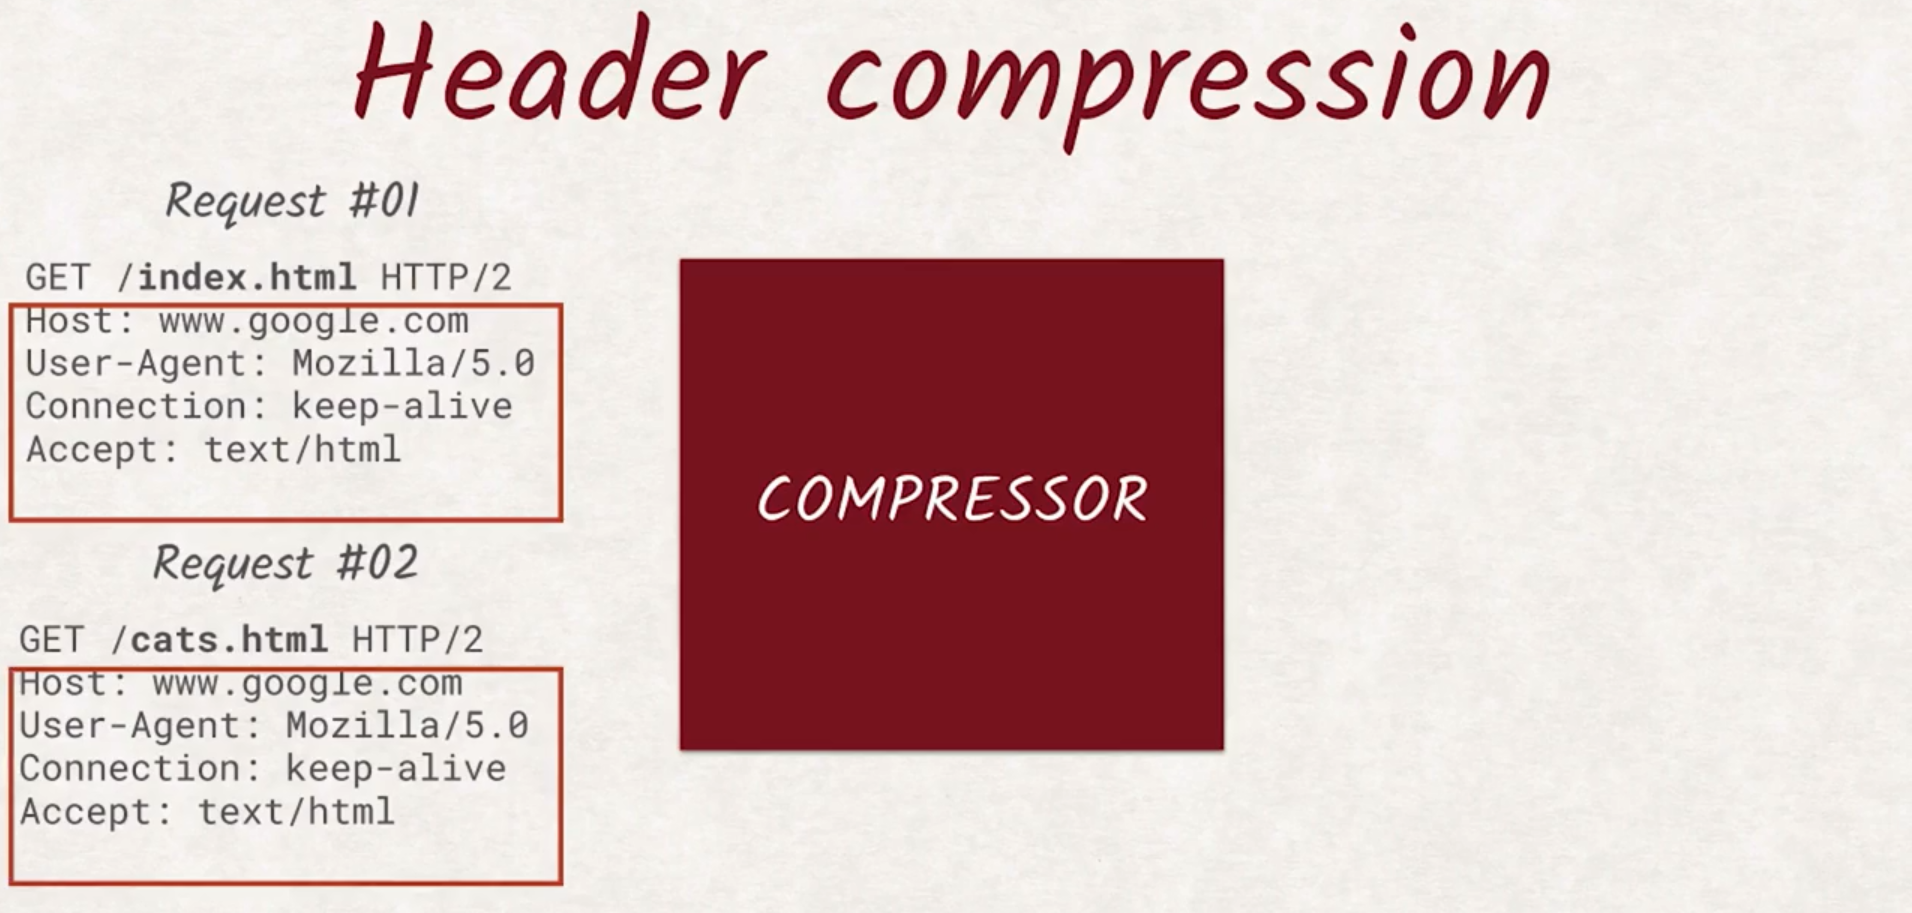 Header compression
Request #01
GET /index.html HTTP/2
Host: www.google.com
User-Agent: Mozilla/5.0
Connection: keep-alive
Accept: text/html
COMPRESSOR
Request #02
GET /cats.html HTTP/2
Host: www.google.com
User-Agent: Mozilla/5.0
Connection: keep-alive
Accept: text/html